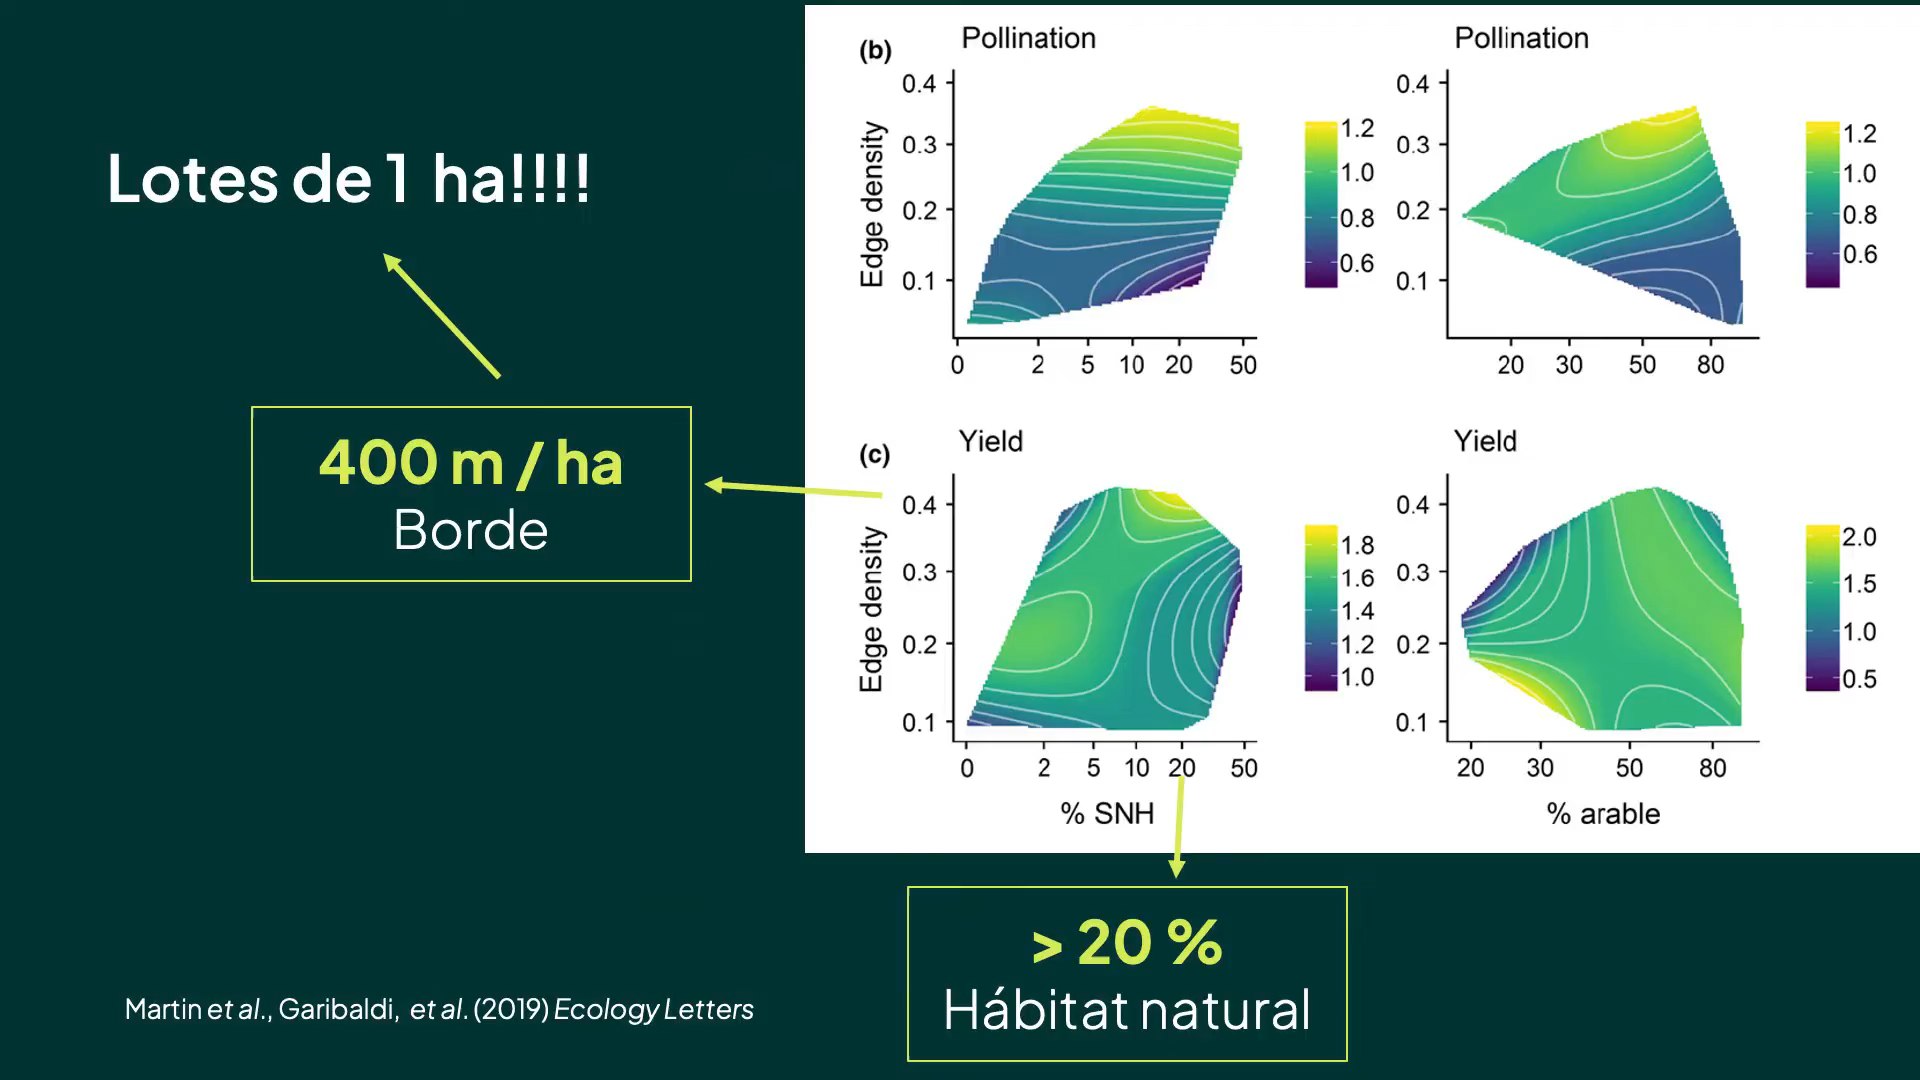 Lotes de 1 ha!!!!
400 m / ha
Borde
Martin et al., Garibaldi, et al. (2019) Ecology Letters
(b)
Pollination
Edge density
0.4
0.3
0.2
0.1
0 2 5 10 20 50
1.2
1.0
0.8
0.6
Pollination
0.4
0.3
0.2
0.1
20 30 50 80
1.2
1.0
0.8
0.6
(c)
Yield
Edge density
0.4
0.3
0.2
0.1
0 2 5 10 20 50
% SNH
1.8
1.6
1.4
1.2
1.0
Yield
0.4
0.3
0.2
0.1
20 30 50 80
% arable
2.0
1.5
1.0
0.5
> 20 %
Hábitat natural